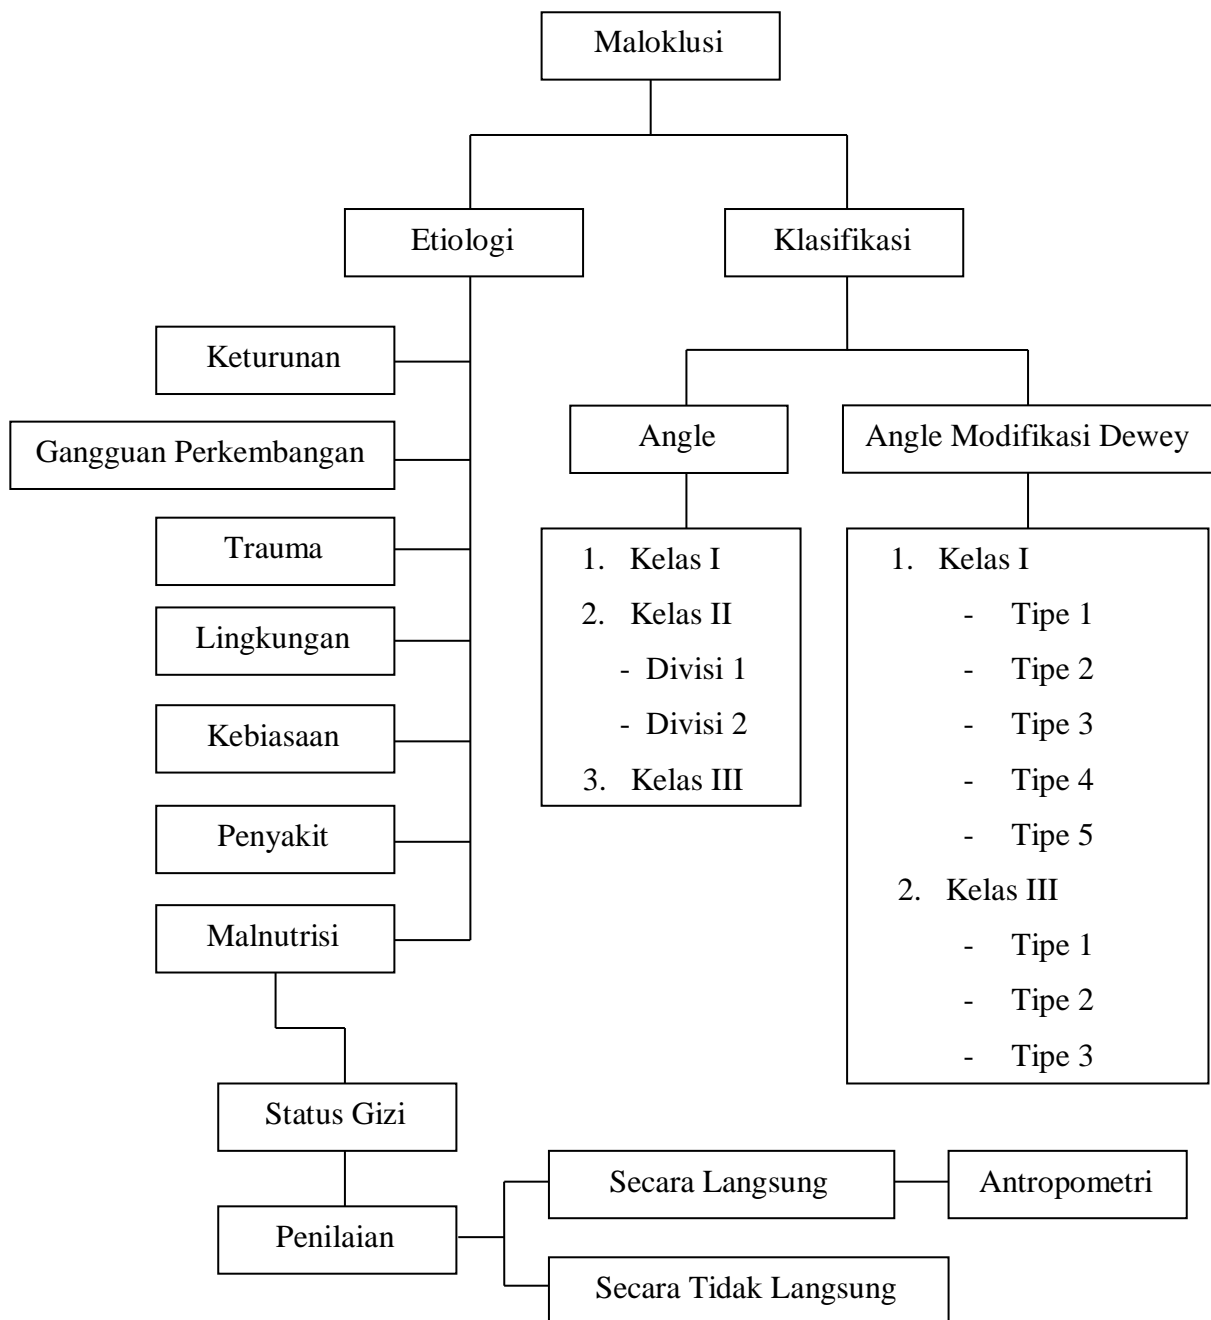 Maloklusi
Etiologi
Klasifikasi
Keturunan
Gangguan Perkembangan
Trauma
Lingkungan
Kebiasaan
Penyakit
Malnutrisi
Status Gizi
Penilaian
Secara Langsung
Antropometri
Secara Tidak Langsung
Angle
1. Kelas I
2. Kelas II
- Divisi 1
- Divisi 2
3. Kelas III
Angle Modifikasi Dewey
1. Kelas I
- Tipe 1
- Tipe 2
- Tipe 3
- Tipe 4
- Tipe 5
2. Kelas III
- Tipe 1
- Tipe 2
- Tipe 3